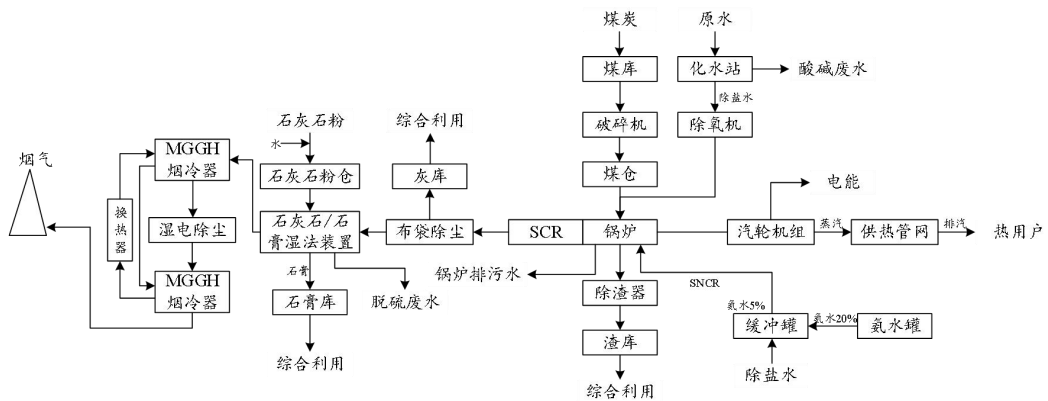 煤炭
原水
煤库
化水站
酸碱废水
除盐水
石灰石粉
综合利用
破碎机
除氧机
水
烟气
MGGH
烟冷器
石灰石粉仓
灰库
煤仓
电能
换热器
湿电除尘
石灰石/石
膏湿法装置
布袋除尘
SCR
锅炉
汽轮机组
蒸汽
供热管网
排汽
热用户
石膏
锅炉排污水
MGGH
烟冷器
石膏库
脱硫废水
除渣器
SNCR
氨水5%
氨水20%
缓冲罐
氨水罐
渣库
综合利用
除盐水
综合利用